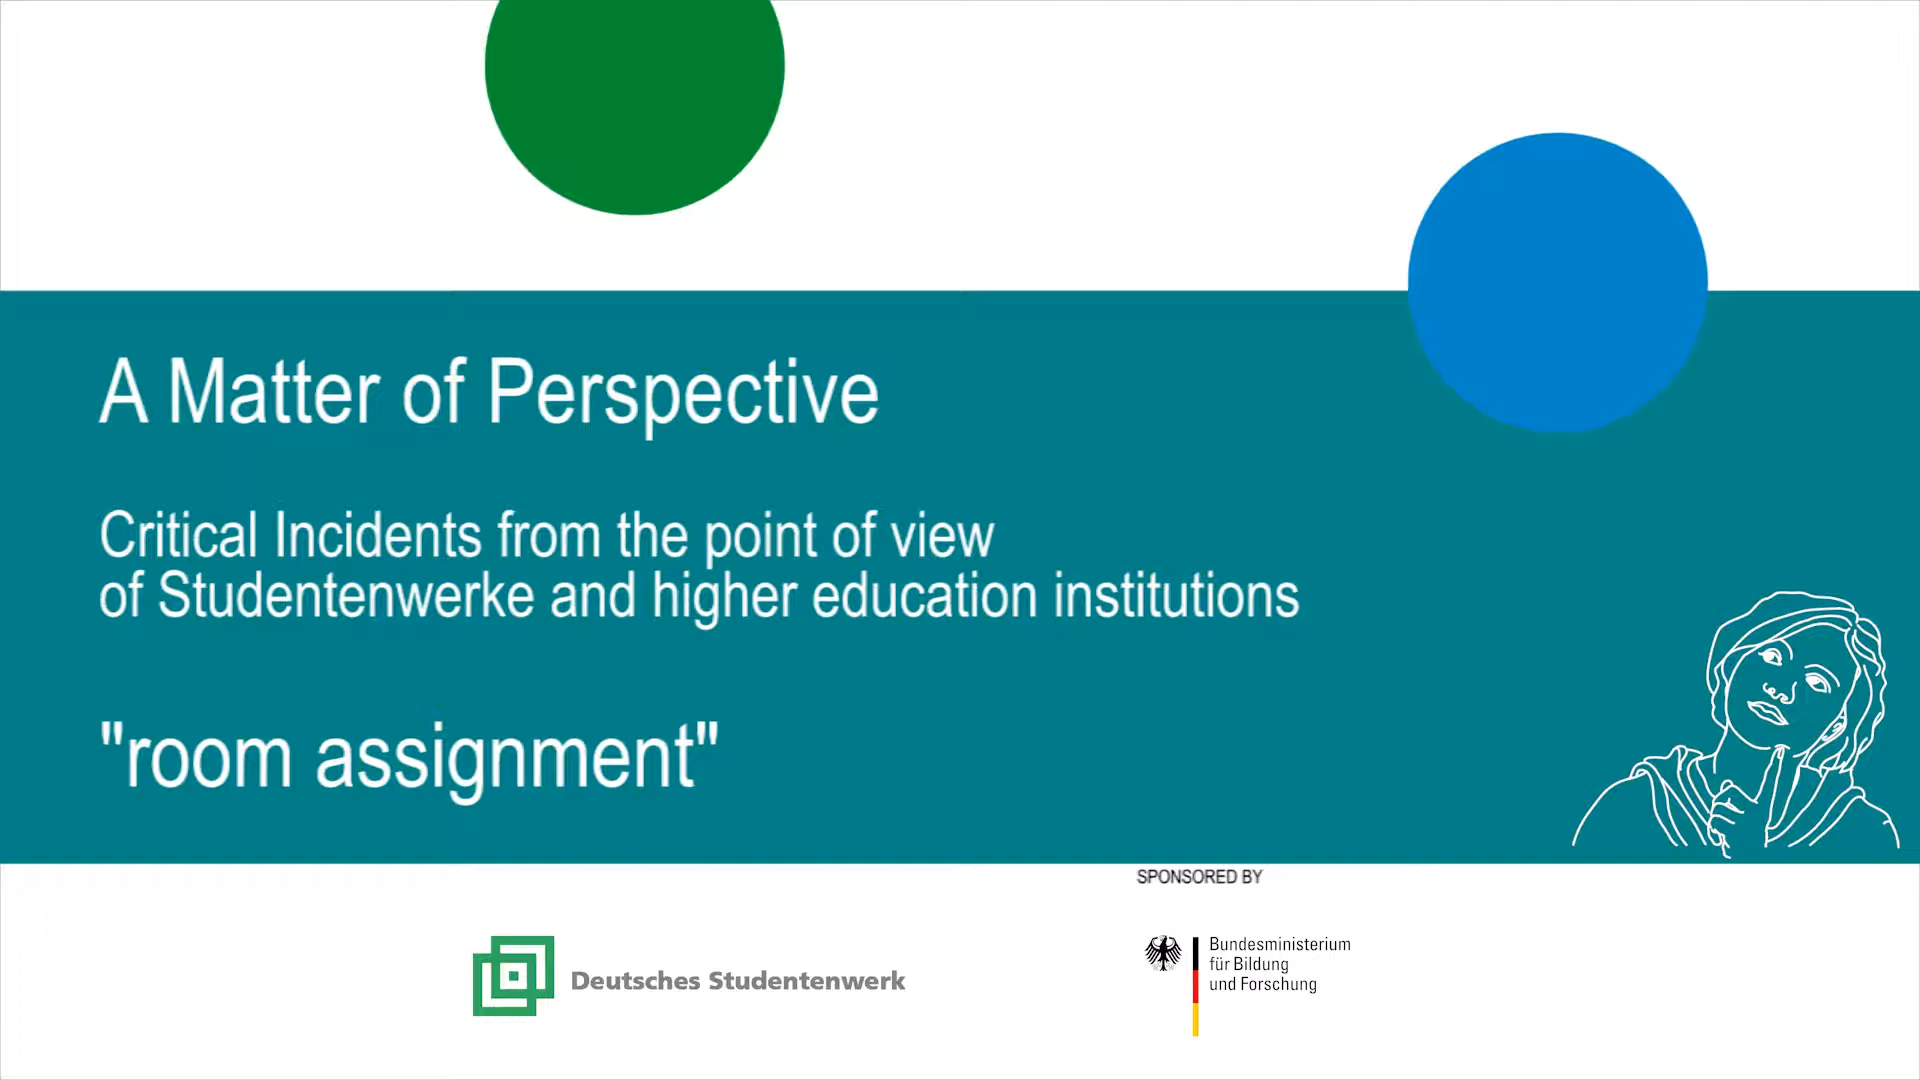 A Matter of Perspective
Critical Incidents from the point of view
of Studentenwerke and higher education institutions
"room assignment"
SPONSORED BY
Deutsches Studentenwerk
Bundesministerium
für Bildung
und Forschung